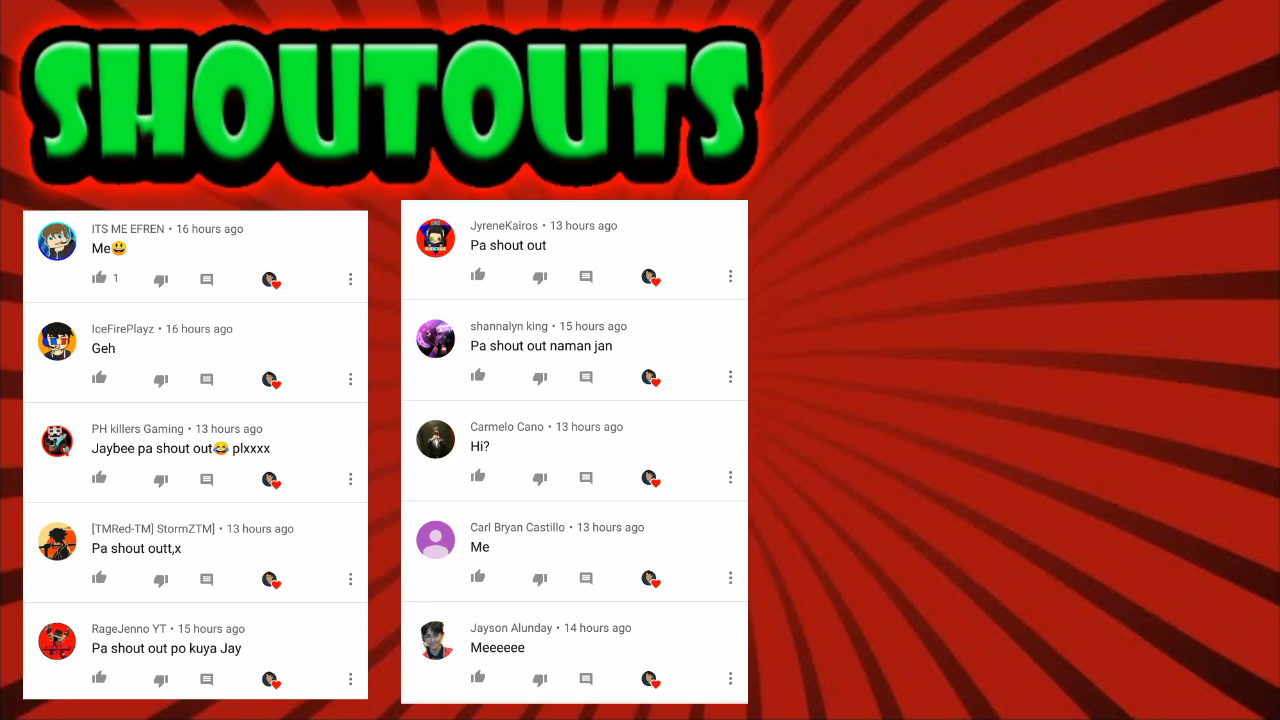 SHOUTOUTS
ITS ME EFREN • 16 hours ago
Me😃
1
IceFirePlayz • 16 hours ago
Geh
PH killers Gaming • 13 hours ago
Jaybee pa shout out😂 plxxxx
[TMRed-TM] StormZTM] • 13 hours ago
Pa shout outt,x
RageJenno YT • 15 hours ago
Pa shout out po kuya Jay
JyreneKairos • 13 hours ago
Pa shout out
shannalyn king • 15 hours ago
Pa shout out naman jan
Carmelo Cano • 13 hours ago
Hi?
Carl Bryan Castillo • 13 hours ago
Me
Jayson Alunday • 14 hours ago
Meeeeee